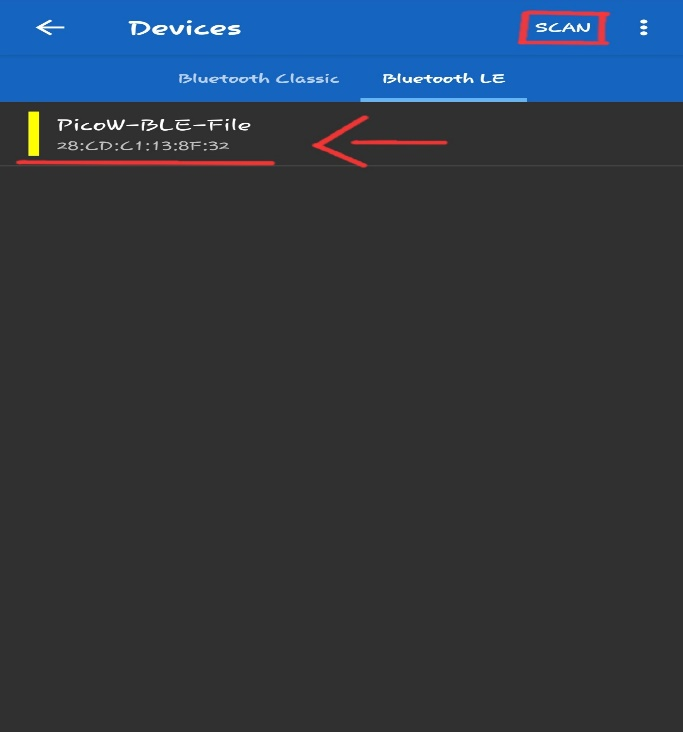 Devices SCAN
Bluetooth Classic Bluetooth LE
PicoW-BLE-File
28:CD:C1:13:8F:32